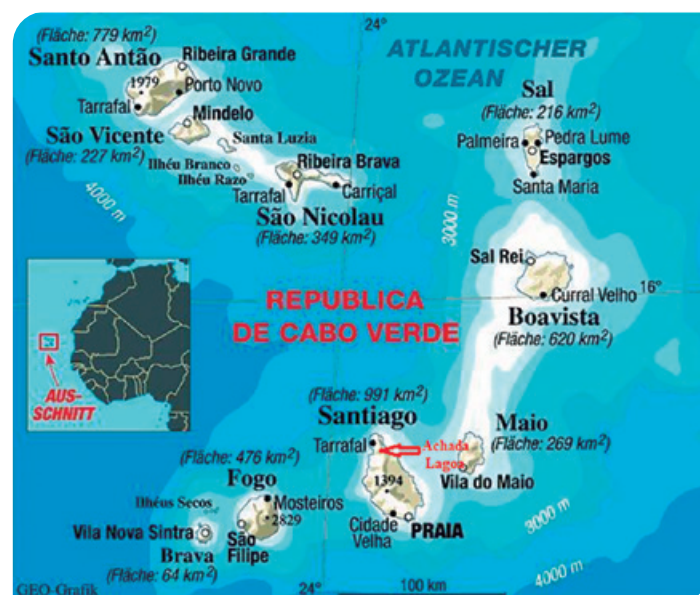 24°
(Fläche: 779 km²)
Santo Antão
Ribeira Grande
1979
Porto Novo
Tarrafal
Mindelo
São Vicente
(Fläche: 227 km²)
Santa Luzia
Ilhéu Branco
Ilhéu Razo
Ribeira Brava
Tarrafal
Carriçal
São Nicolau
(Fläche: 349 km²)
4000 m
ATLANTISCHER
OZEAN
Sal
(Fläche: 216 km²)
Palmeira
Pedra Lume
Espargos
Santa Maria
3000 m
Sal Rei
Curral Velho
16°
Boavista
(Fläche: 620 km²)
REPUBLICA
DE CABO VERDE
AUS-
SCHNITT
(Fläche: 991 km²)
Santiago
Tarrafal
Achada
Lagoa
1394
Cidade
Velha
PRAIA
Maio
(Fläche: 269 km²)
Vila do Maio
(Fläche: 476 km²)
Fogo
Ilhéus Secos
Mosteiros
2829
Vila Nova Sintra
São
Filipe
Brava
(Fläche: 64 km²)
3000 m
4000 m
GEO-Grafik
24°
100 km